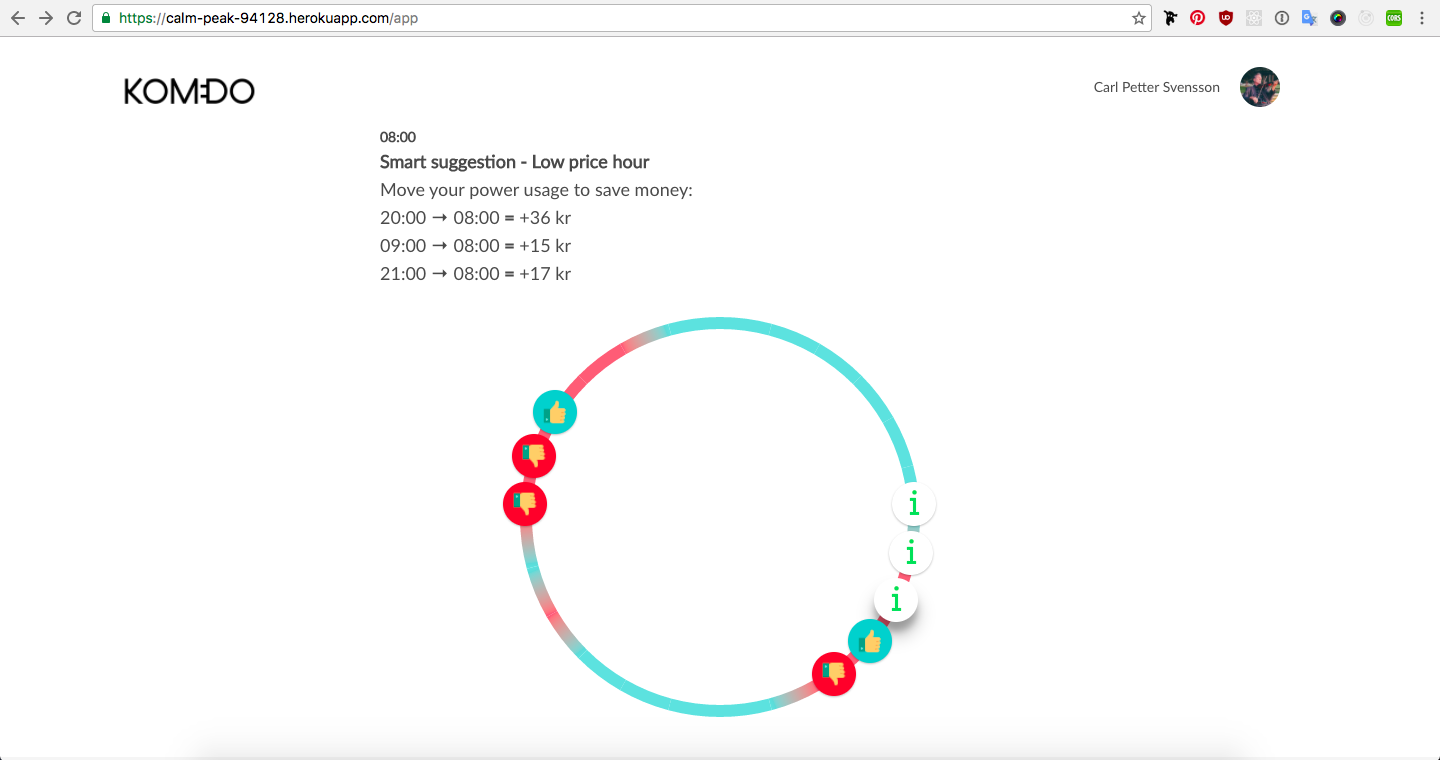 https://calm-peak-94128.herokuapp.com/app
KOM:DO
Carl Petter Svensson
08:00
Smart suggestion - Low price hour
Move your power usage to save money:
20:00 → 08:00 = +36 kr
09:00 → 08:00 = +15 kr
21:00 → 08:00 = +17 kr
i
i
i